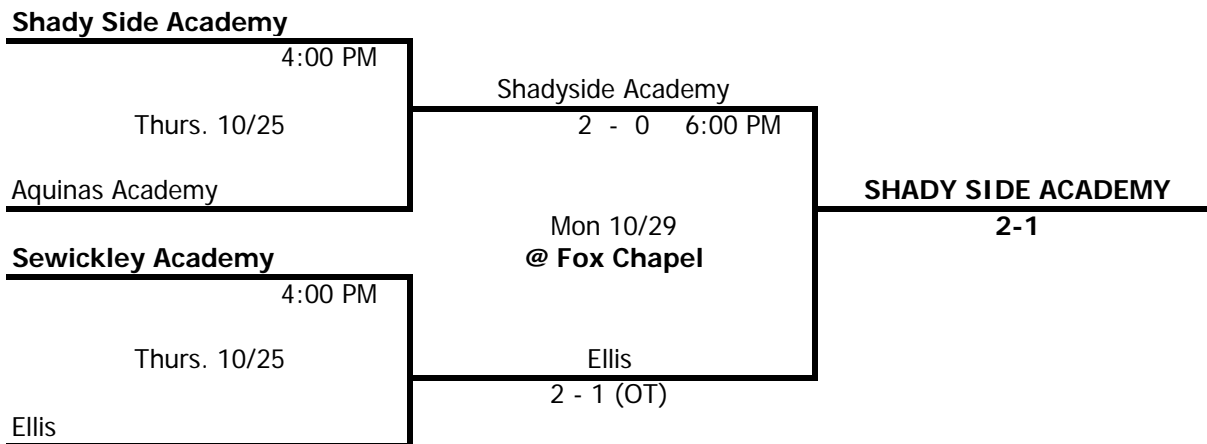 Shady Side Academy
4:00 PM
Shadyside Academy
Thurs. 10/25
2 - 0 6:00 PM
Aquinas Academy
SHADY SIDE ACADEMY
Mon 10/29
2-1
Sewickley Academy
@ Fox Chapel
4:00 PM
Thurs. 10/25
Ellis
2 - 1 (OT)
Ellis